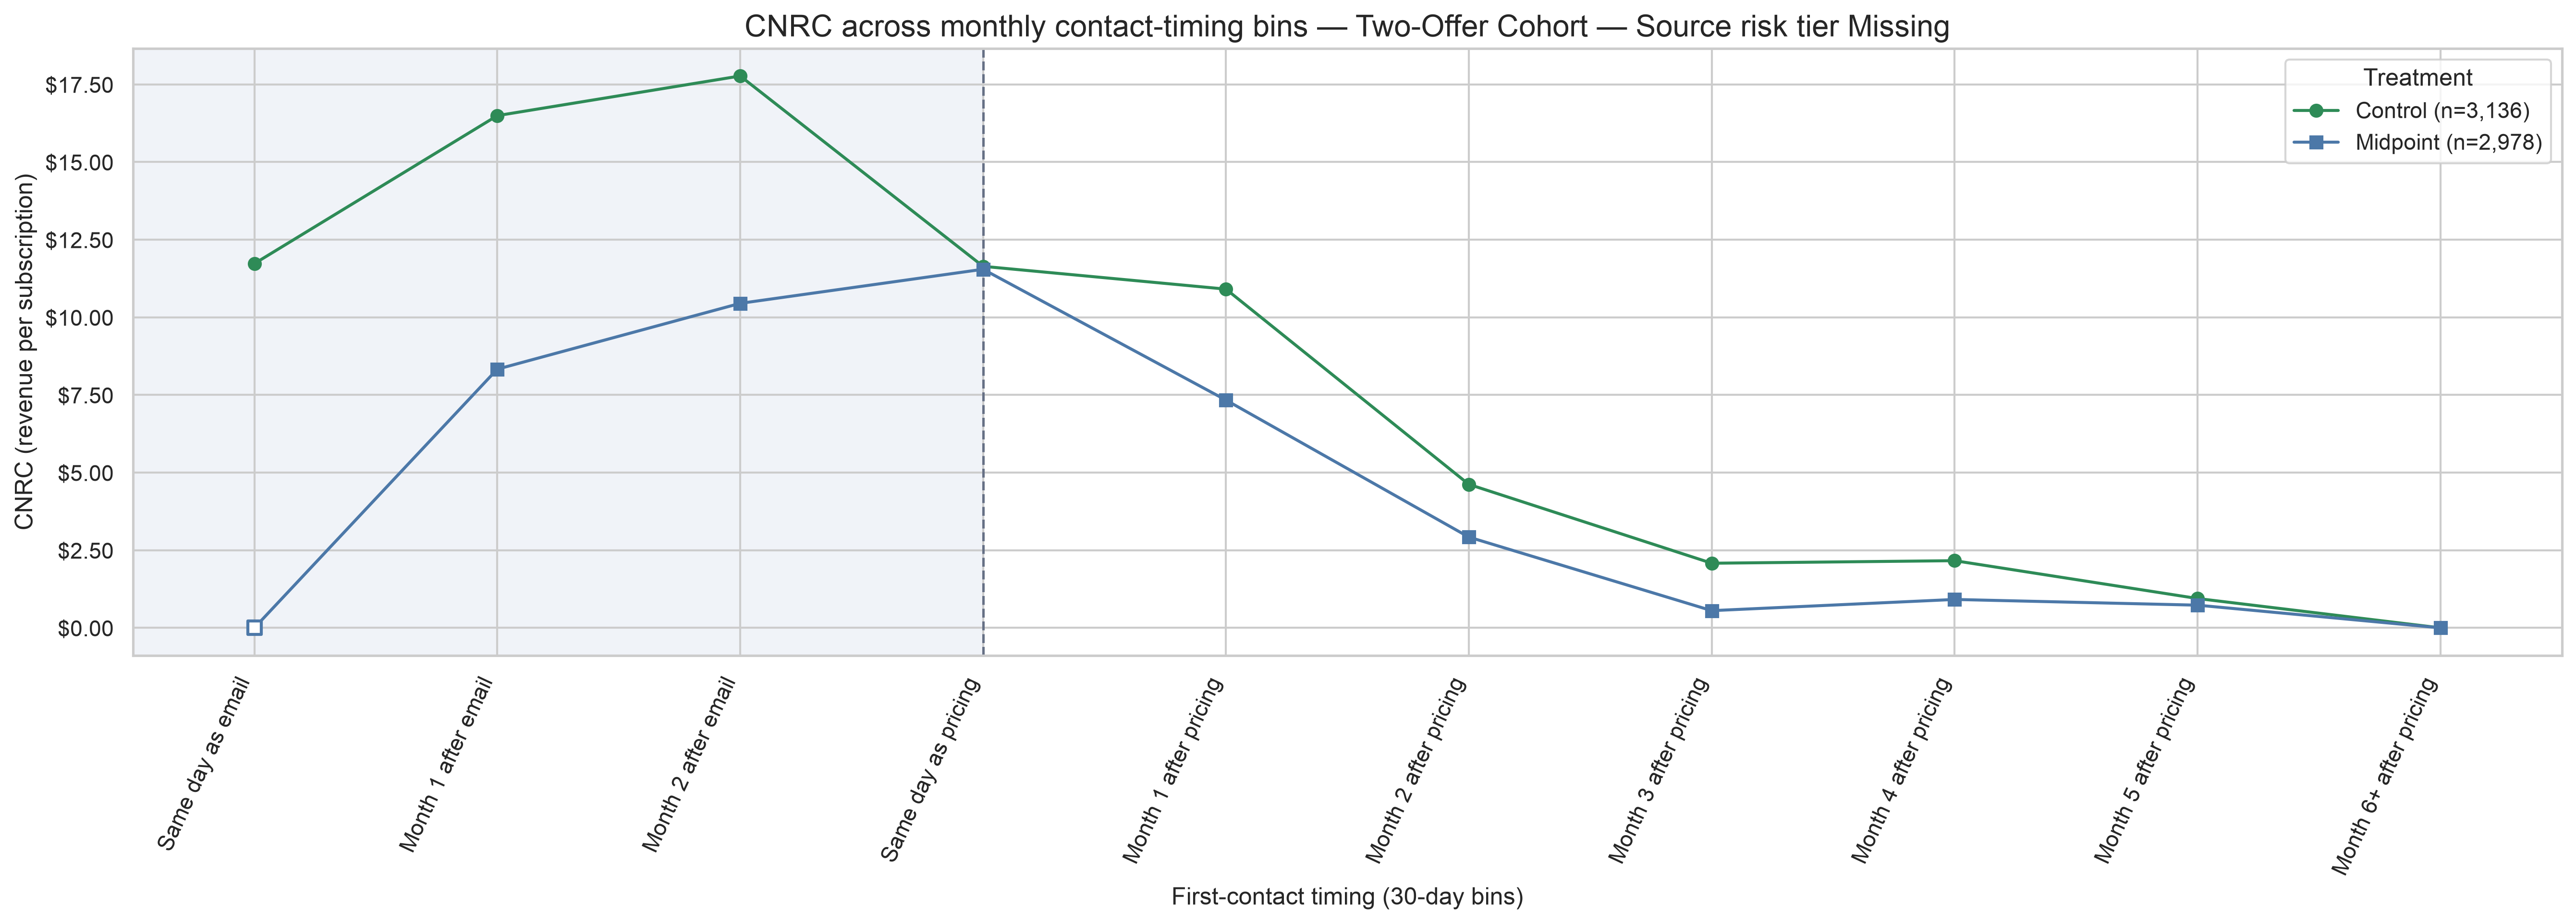 CNRC across monthly contact-timing bins — Two-Offer Cohort — Source risk tier Missing
Treatment
Control (n=3,136)
Midpoint (n=2,978)
CNRC (revenue per subscription)
$17.50
$15.00
$12.50
$10.00
$7.50
$5.00
$2.50
$0.00
Same day as email
Month 1 after email
Month 2 after email
Same day as pricing
Month 1 after pricing
Month 2 after pricing
Month 3 after pricing
Month 4 after pricing
Month 5 after pricing
Month 6+ after pricing
First-contact timing (30-day bins)